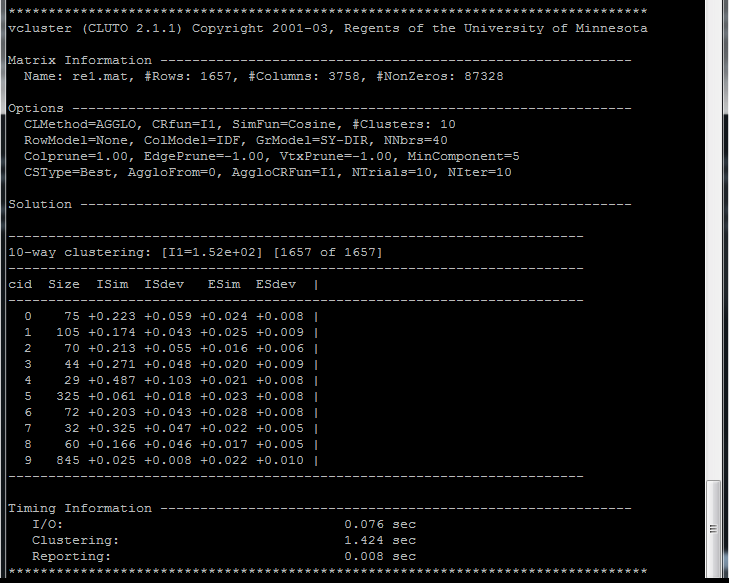 ********************************************************************************
vcluster (CLUTO 2.1.1) Copyright 2001-03, Regents of the University of Minnesota

Matrix Information -----------------------------------------------------------
  Name: re1.mat, #Rows: 1657, #Columns: 3758, #NonZeros: 87328

Options ----------------------------------------------------------------------
  CLMethod=AGGLO, CRfun=I1, SimFun=Cosine, #Clusters: 10
  RowModel=None, ColModel=IDF, GrModel=SY-DIR, NNbrs=40
  Colprune=1.00, EdgePrune=-1.00, VtxPrune=-1.00, MinComponent=5
  CSType=Best, AggloFrom=0, AggloCRFun=I1, NTrials=10, NIter=10

Solution ---------------------------------------------------------------------

------------------------------------------------------------------------
10-way clustering: [I1=1.52e+02] [1657 of 1657]
------------------------------------------------------------------------
cid  Size  ISim  ISdev   ESim  ESdev  |
------------------------------------------------------------------------
  0    75 +0.223 +0.059 +0.024 +0.008 |
  1   105 +0.174 +0.043 +0.025 +0.009 |
  2    70 +0.213 +0.055 +0.016 +0.006 |
  3    44 +0.271 +0.048 +0.020 +0.009 |
  4    29 +0.487 +0.103 +0.021 +0.008 |
  5   325 +0.061 +0.018 +0.023 +0.008 |
  6    72 +0.203 +0.043 +0.028 +0.008 |
  7    32 +0.325 +0.047 +0.022 +0.005 |
  8    60 +0.166 +0.046 +0.017 +0.005 |
  9   845 +0.025 +0.008 +0.022 +0.010 |
------------------------------------------------------------------------

Timing Information -----------------------------------------------------------
   I/O:                                   0.076 sec
   Clustering:                            1.424 sec
   Reporting:                             0.008 sec
********************************************************************************